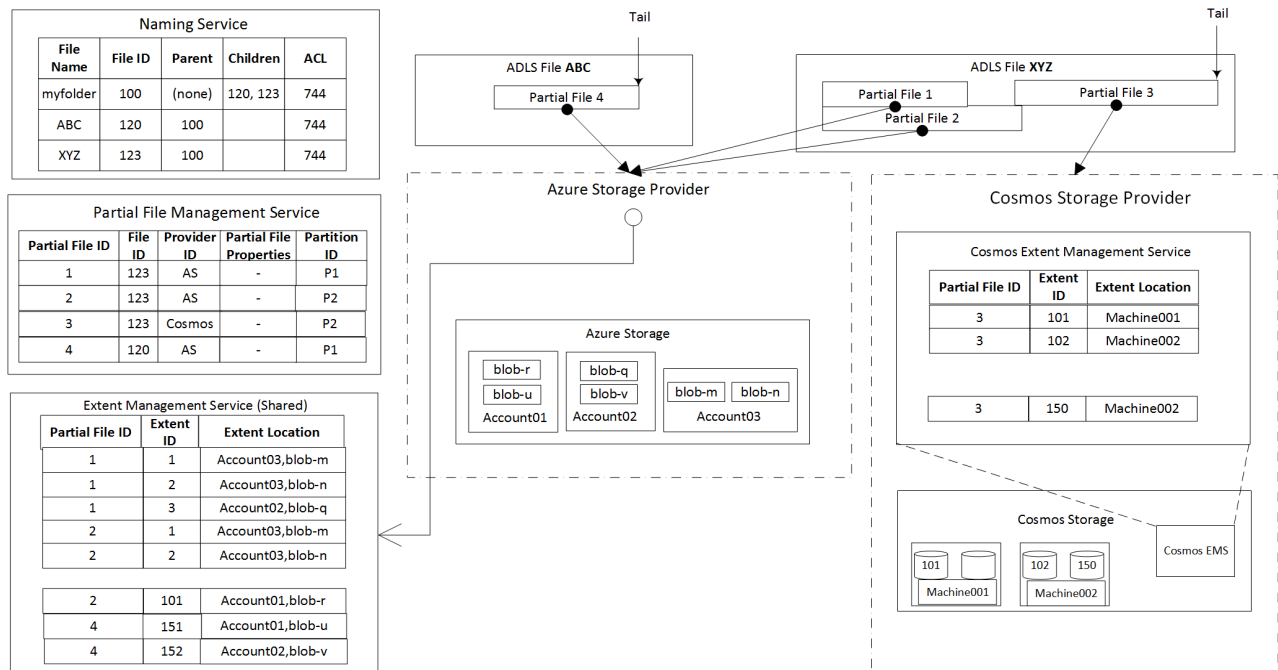 Naming Service
File Name File ID Parent Children ACL
myfolder 100 (none) 120, 123 744
ABC 120 100 744
XYZ 123 100 744
Partial File Management Service
Partial File ID File ID Provider ID Partial File Properties Partition ID
1 123 AS - P1
2 123 AS - P2
3 123 Cosmos - P2
4 120 AS - P1
Extent Management Service (Shared)
Partial File ID Extent ID Extent Location
1 1 Account03,blob-m
1 2 Account03,blob-n
1 3 Account02,blob-q
2 1 Account03,blob-m
2 2 Account03,blob-n
2 101 Account01,blob-r
4 151 Account01,blob-u
4 152 Account02,blob-v
Tail
ADLS File ABC
Partial File 4
Tail
ADLS File XYZ
Partial File 1
Partial File 3
Partial File 2
Azure Storage Provider
Azure Storage
blob-r
blob-u
Account01
blob-q
blob-v
Account02
blob-m blob-n
Account03
Cosmos Storage Provider
Cosmos Extent Management Service
Partial File ID Extent ID Extent Location
3 101 Machine001
3 102 Machine002
3 150 Machine002
Cosmos Storage
101
Machine001
102 150
Machine002
Cosmos EMS